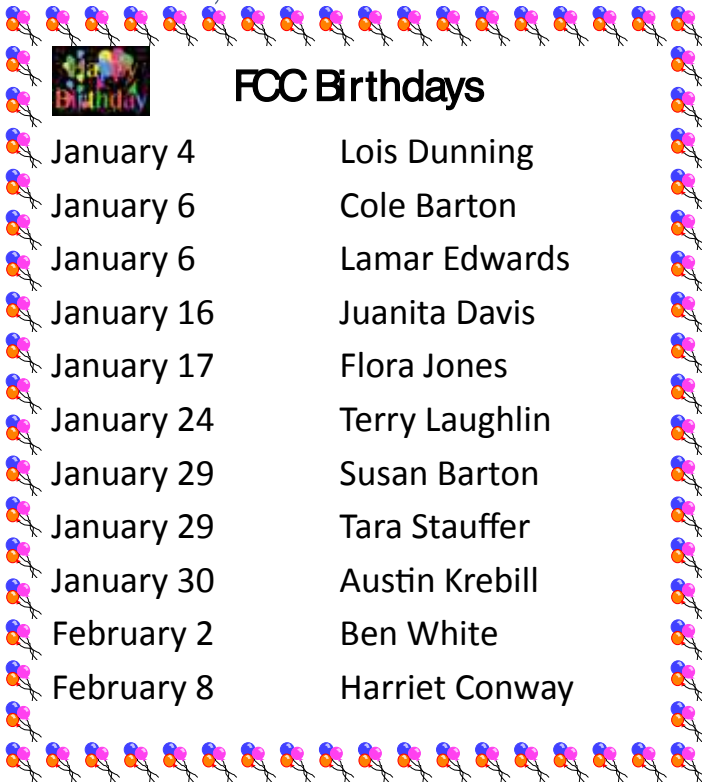 Happy
Birthday
FCC Birthdays
January 4 Lois Dunning
January 6 Cole Barton
January 6 Lamar Edwards
January 16 Juanita Davis
January 17 Flora Jones
January 24 Terry Laughlin
January 29 Susan Barton
January 29 Tara Stauffer
January 30 Austin Krebill
February 2 Ben White
February 8 Harriet Conway